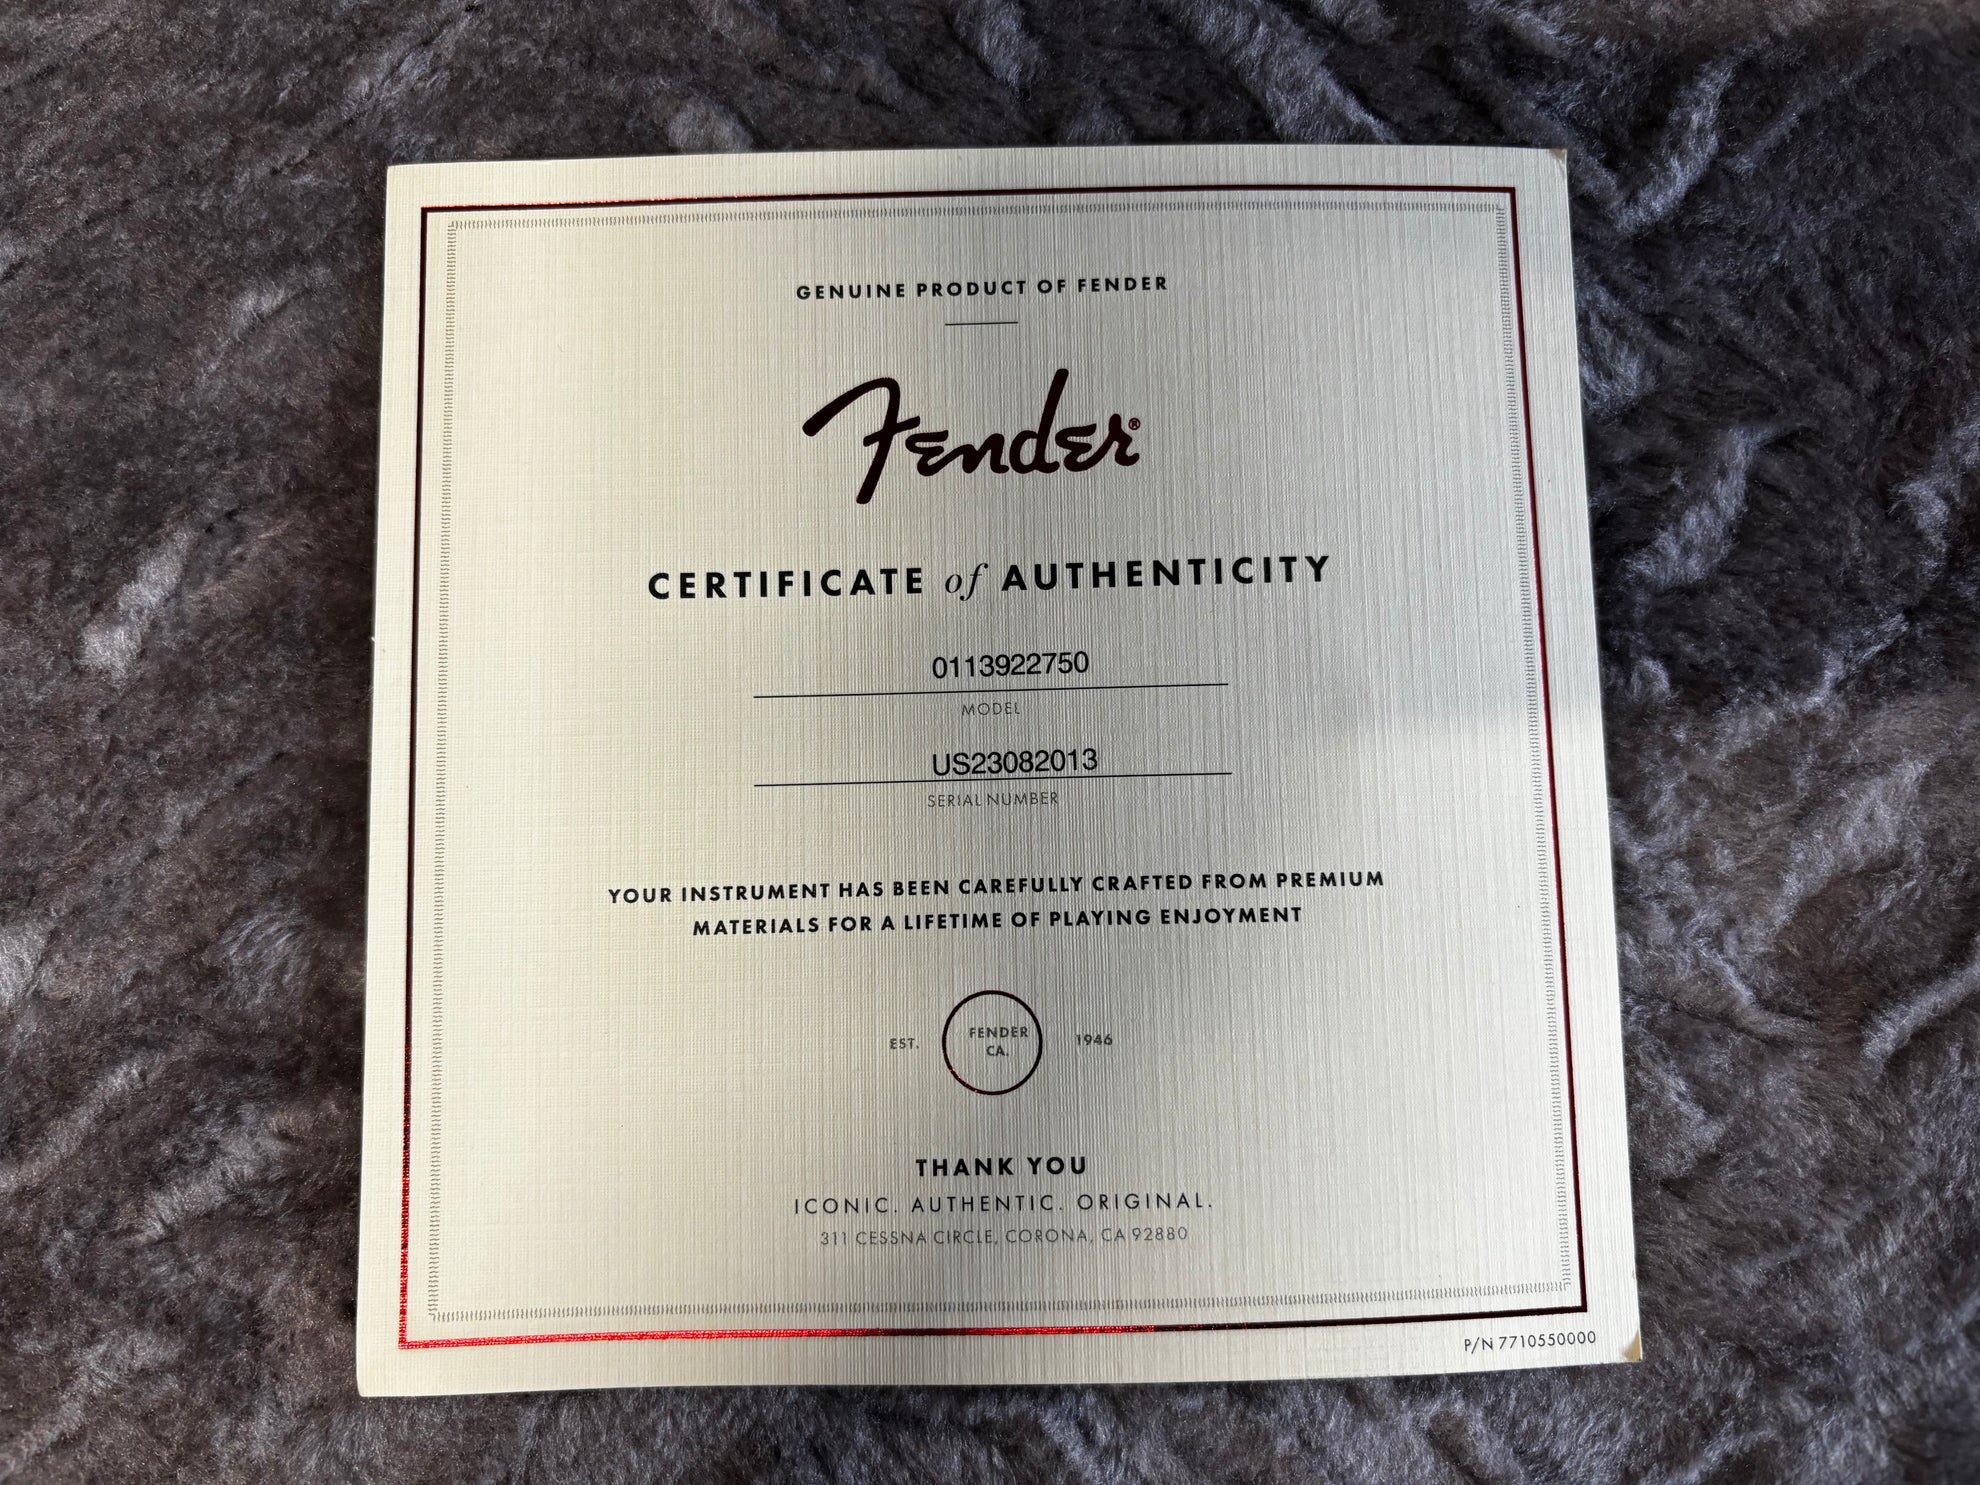 GENUINE PRODUCT OF FENDER
Fender®
CERTIFICATE of AUTHENTICITY
0113922750
MODEL
US23082013
SERIAL NUMBER
YOUR INSTRUMENT HAS BEEN CAREFULLY CRAFTED FROM PREMIUM
MATERIALS FOR A LIFETIME OF PLAYING ENJOYMENT
EST. FENDER 1946
CA.
THANK YOU
ICONIC. AUTHENTIC. ORIGINAL.
311 CESSNA CIRCLE, CORONA, CA 92880
P/N 7710550000